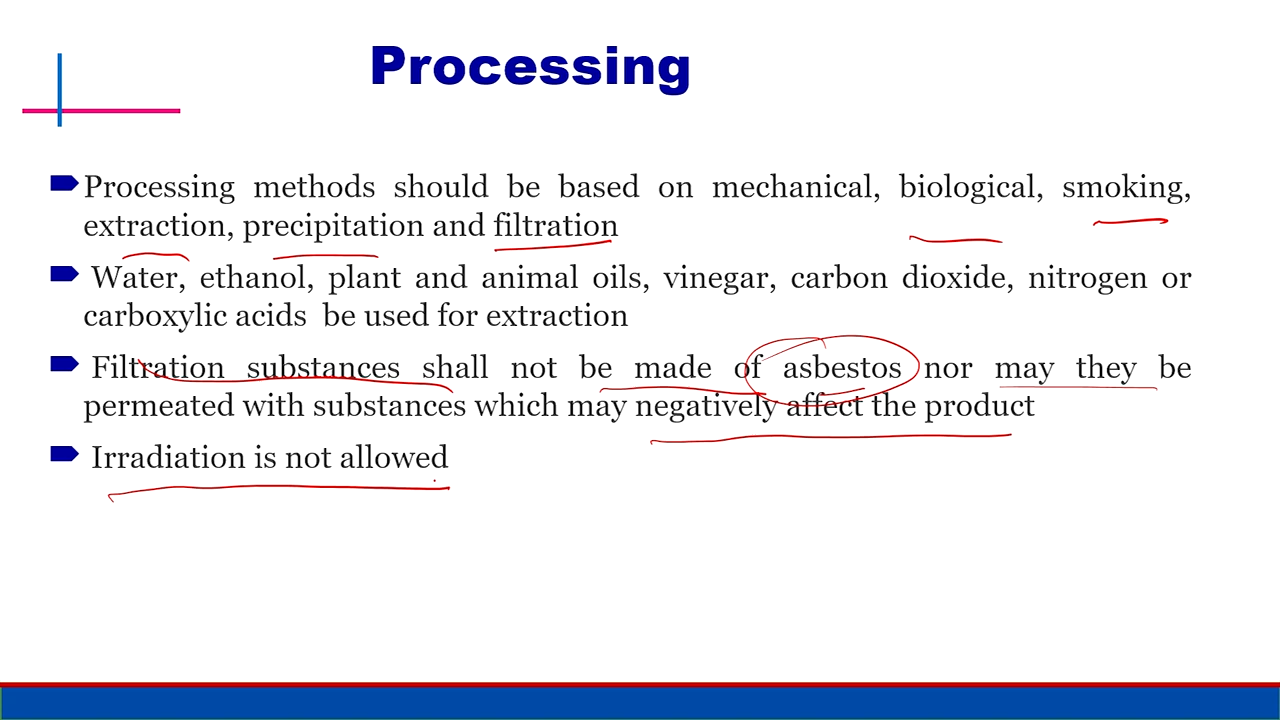 Processing
Processing methods should be based on mechanical, biological, smoking,
extraction, precipitation and filtration
Water, ethanol, plant and animal oils, vinegar, carbon dioxide, nitrogen or
carboxylic acids be used for extraction
Filtration substances shall not be made of asbestos nor may they be
permeated with substances which may negatively affect the product
Irradiation is not allowed